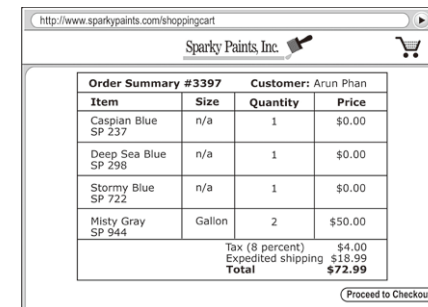 http://www.sparkypaints.com/shoppingcart
Sparky Paints, Inc.
Order Summary #3397 Customer: Arun Phan
Item Size Quantity Price
Caspian Blue n/a 1 $0.00
SP 237
Deep Sea Blue n/a 1 $0.00
SP 298
Stormy Blue n/a 1 $0.00
SP 722
Misty Gray Gallon 2 $50.00
SP 944
Tax (8 percent) $4.00
Expedited shipping $18.99
Total $72.99
Proceed to Checkou